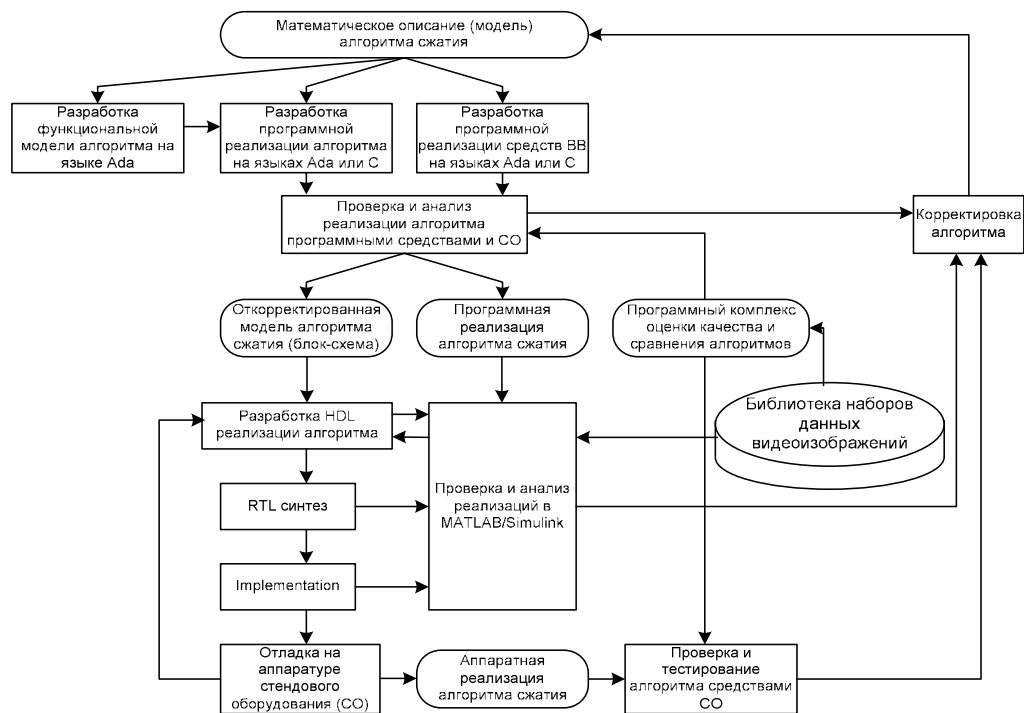 Математическое описание (модель)
алгоритма сжатия
Разработка
функциональной
модели алгоритма на
языке Ada
Разработка
программной
реализации алгоритма
на языках Ada или C
Разработка
программной
реализации средств ВВ
на языках Ada или C
Проверка и анализ
реализации алгоритма
программными средствами и СО
Корректировка
алгоритма
Откорректированная
модель алгоритма
сжатия (блок-схема)
Программная
реализация
алгоритма сжатия
Программный комплекс
оценки качества и
сравнения алгоритмов
Библиотека наборов
данных
видеоизображений
Разработка HDL
реализации алгоритма
Проверка и анализ
реализаций в
MATLAB/Simulink
RTL синтез
Implementation
Отладка на
аппаратуре
стендового
оборудования (СО)
Аппаратная
реализация
алгоритма сжатия
Проверка и
тестирование
алгоритма средствами
СО